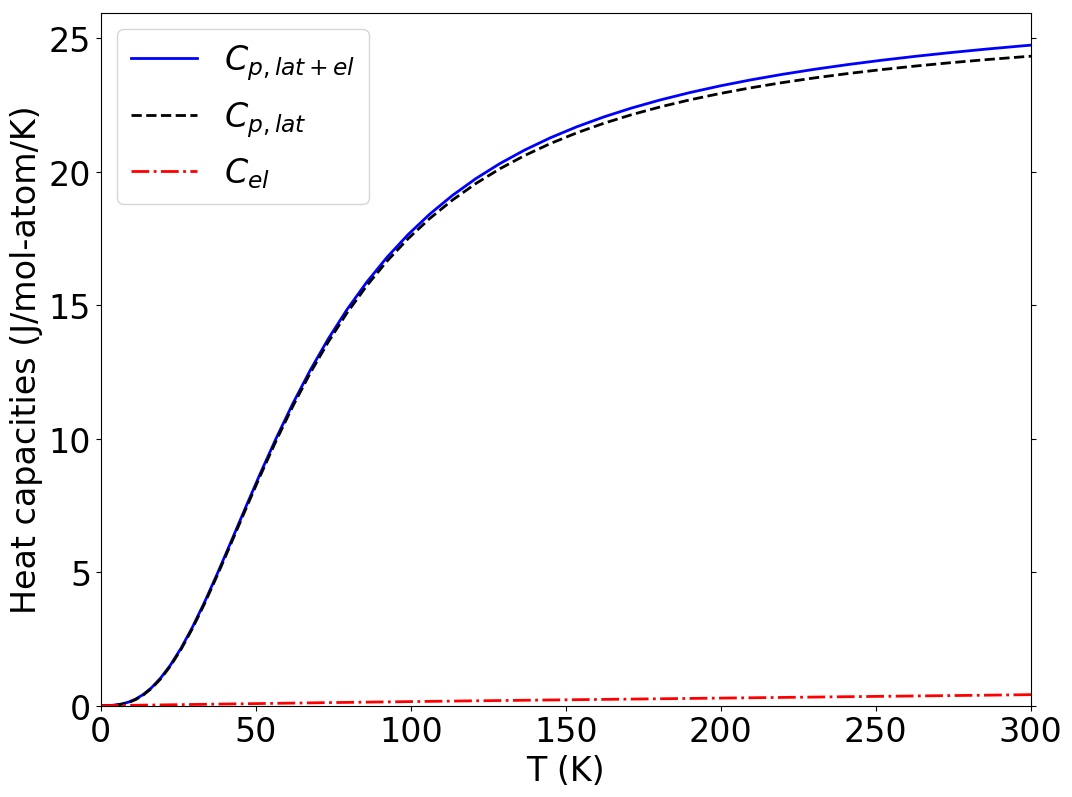 25
20
15
10
5
0
Heat capacities (J/mol-atom/K)
C_{p, lat+el}
C_{p, lat}
C_{el}
0 50 100 150 200 250 300
T (K)